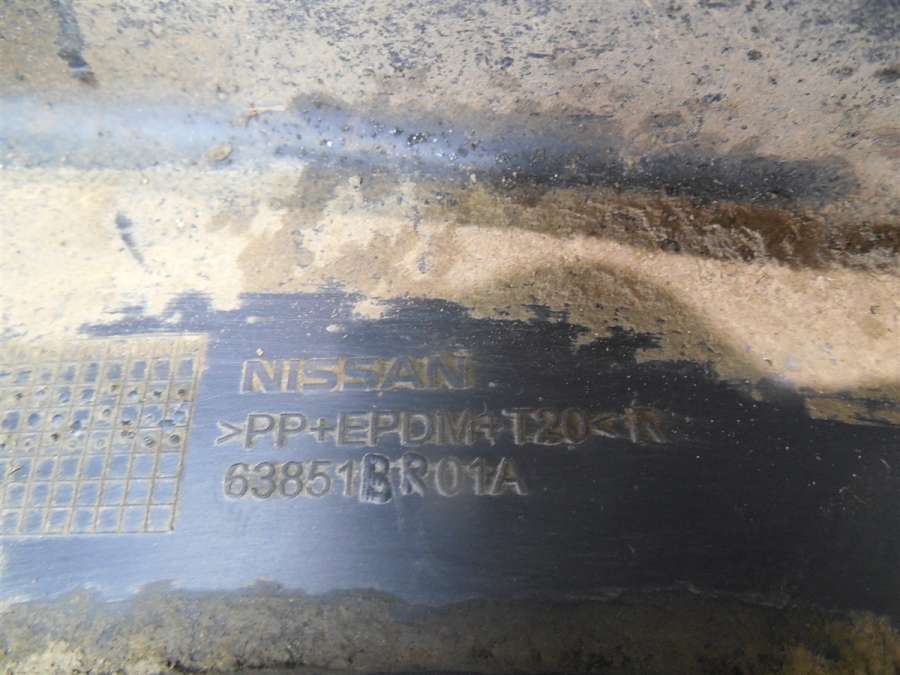 NISSAN
>PP+EPDM+T20<R
63851BR01A